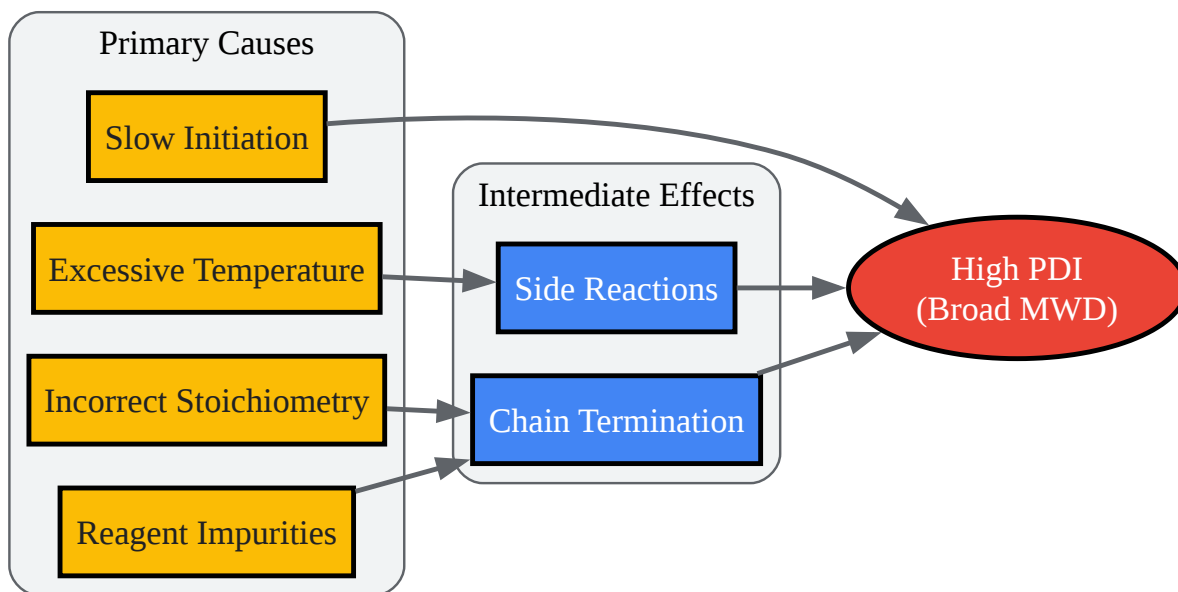 Primary Causes
Slow Initiation
Excessive Temperature
Incorrect Stoichiometry
Reagent Impurities
Intermediate Effects
Side Reactions
Chain Termination
High PDI
(Broad MWD)